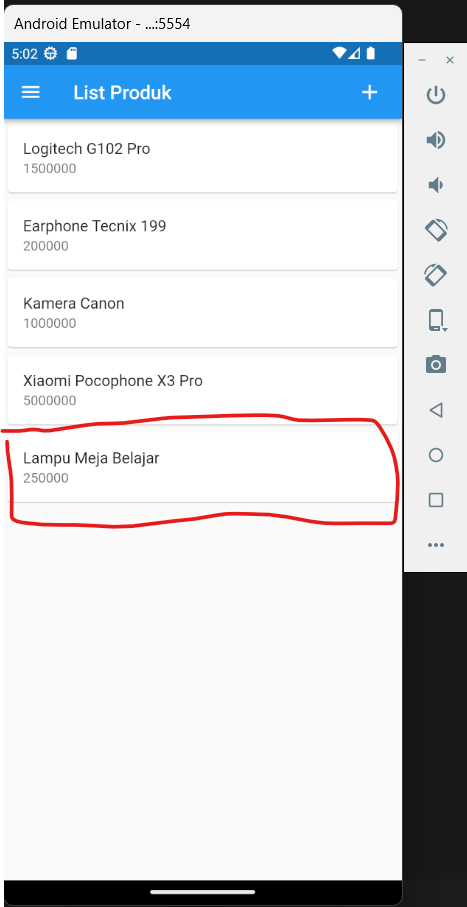 Android Emulator - ...:5554
5:02
List Produk
Logitech G102 Pro
1500000
Earphone Tecnix 199
200000
Kamera Canon
1000000
Xiaomi Pocophone X3 Pro
5000000
Lampu Meja Belajar
250000